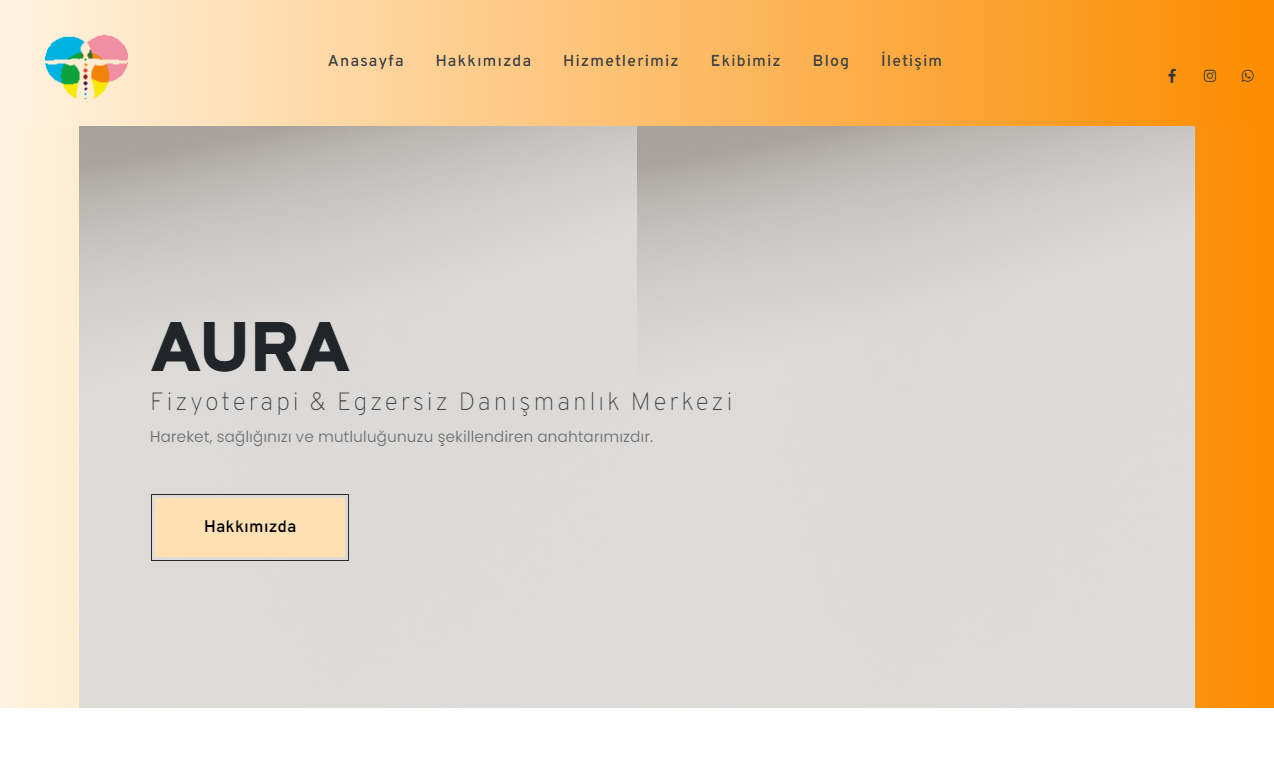 Anasayfa Hakkımızda Hizmetlerimiz Ekibimiz Blog İletişim
AURA
Fizyoterapi & Egzersiz Danışmanlık Merkezi
Hareket, sağlığınızı ve mutluluğunuzu şekillendiren anahtarımızdır.
Hakkımızda